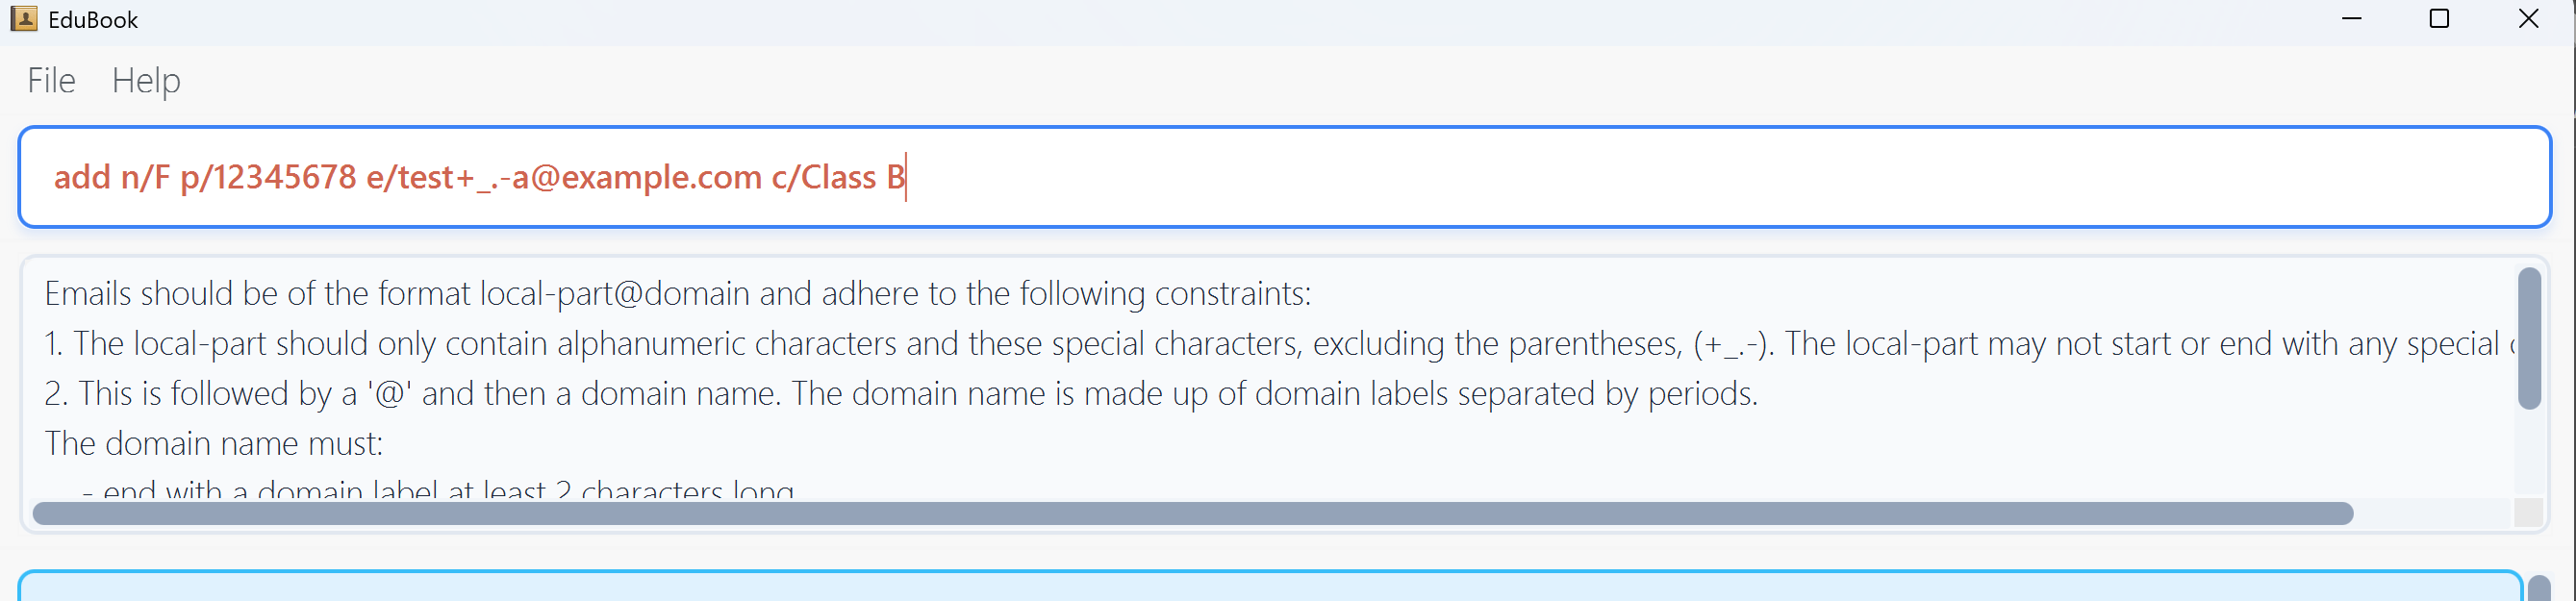 EduBook
File Help
add n/F p/12345678 e/test+_.-a@example.com c/Class B
Emails should be of the format local-part@domain and adhere to the following constraints:
1. The local-part should only contain alphanumeric characters and these special characters, excluding the parentheses, (+_.-). The local-part may not start or end with any special
2. This is followed by a '@' and then a domain name. The domain name is made up of domain labels separated by periods.
The domain name must:
- end with a domain label at least 2 characters long